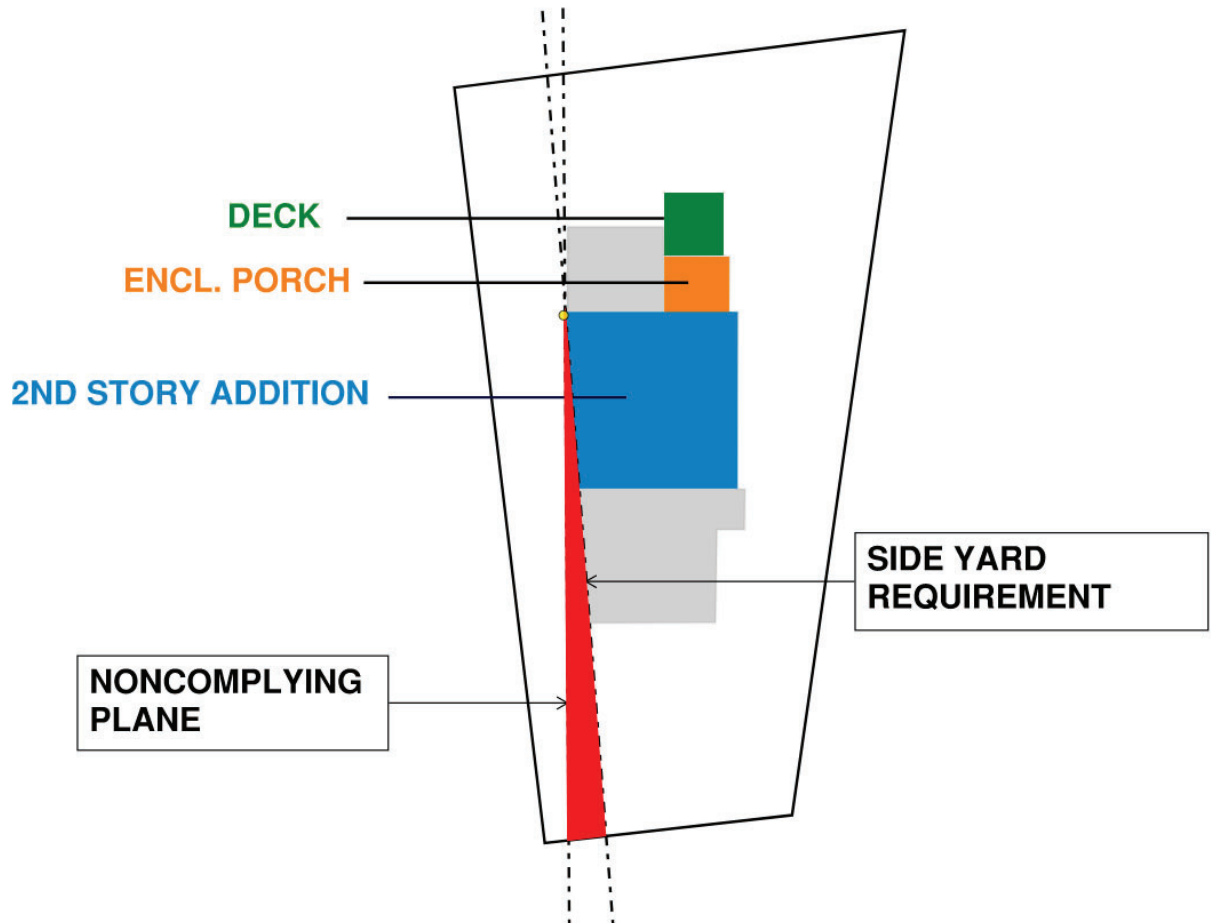 DECK
ENCL. PORCH
2ND STORY ADDITION
SIDE YARD
REQUIREMENT
NONCOMPLYING
PLANE